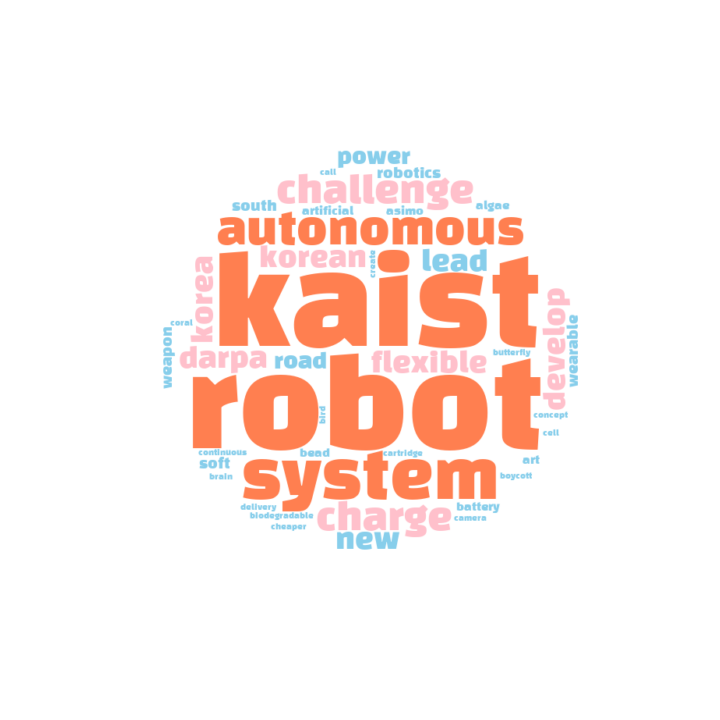 power
call robotics
challenge
south artificial asimo algae
autonomous
korean create lead
korea
kaist
develop
wearable
coral
weapon
darpa road flexible butterfly
robot
bird
concept
cell
continuous bead cartridge
soft system art
brain boycott
delivery charge battery
biodegradable camera
cheaper
new